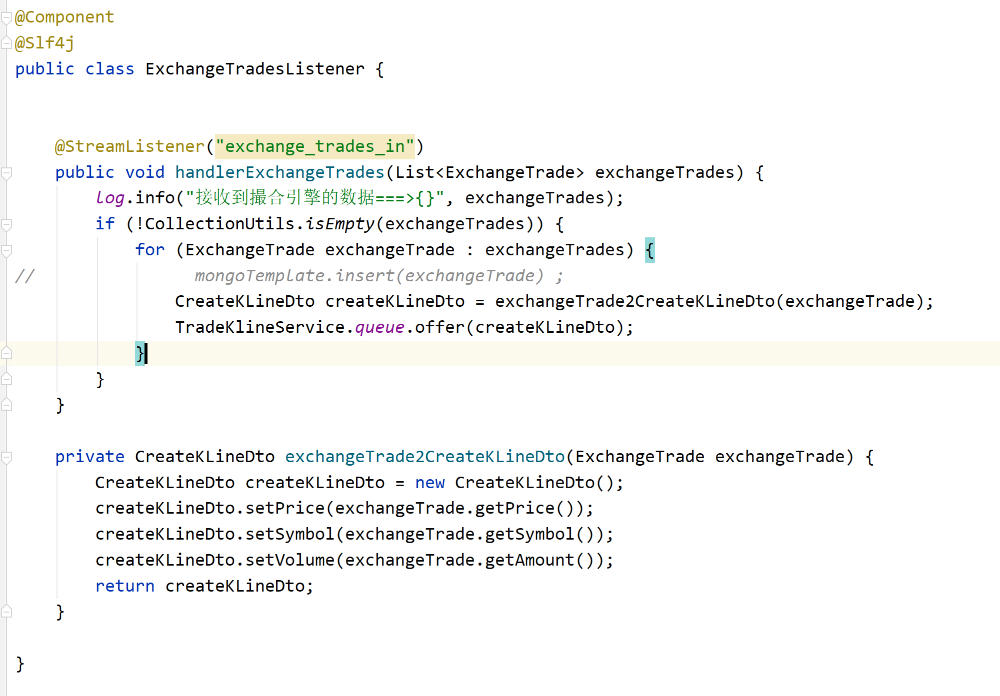 @Component
@Slf4j
public class ExchangeTradesListener {
@StreamListener("exchange_trades_in")
public void handlerExchangeTrades(List<ExchangeTrade> exchangeTrades) {
log.info("接收到撮合引擎的数据===>{}", exchangeTrades);
if (!CollectionUtils.isEmpty(exchangeTrades)) {
for (ExchangeTrade exchangeTrade : exchangeTrades) {
//                mongoTemplate.insert(exchangeTrade) ;
CreateKLineDto createKLineDto = exchangeTrade2CreateKLineDto(exchangeTrade);
TradeKlineService.queue.offer(createKLineDto);
}
}
}
private CreateKLineDto exchangeTrade2CreateKLineDto(ExchangeTrade exchangeTrade) {
CreateKLineDto createKLineDto = new CreateKLineDto();
createKLineDto.setPrice(exchangeTrade.getPrice());
createKLineDto.setSymbol(exchangeTrade.getSymbol());
createKLineDto.setVolume(exchangeTrade.getAmount());
return createKLineDto;
}
}